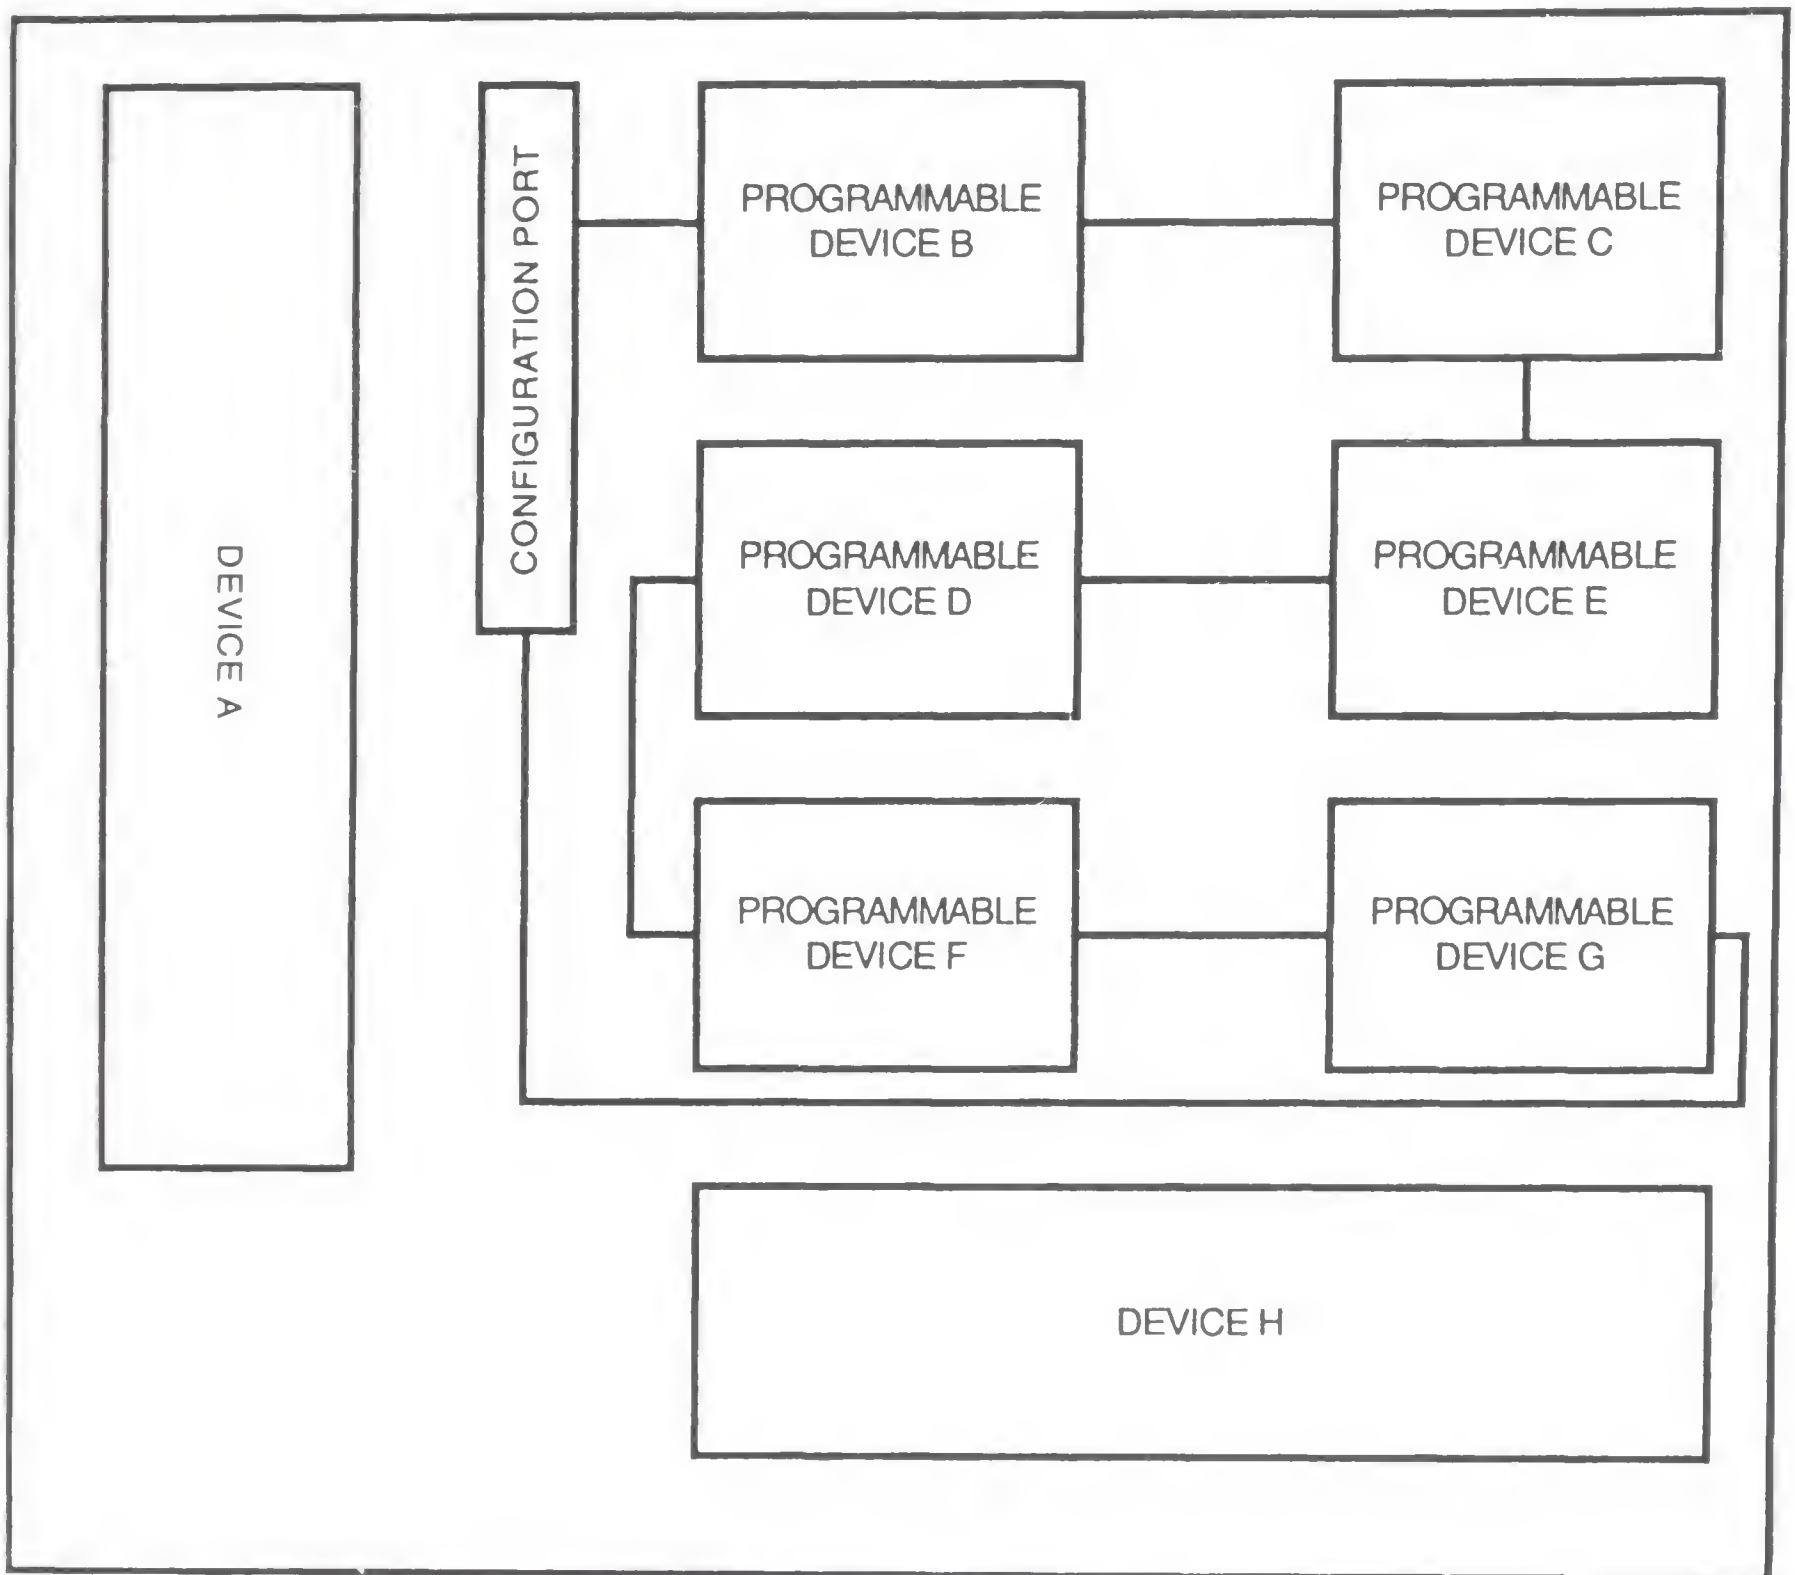 DEVICE A
CONFIGURATION PORT
PROGRAMMABLE
DEVICE B
PROGRAMMABLE
DEVICE C
PROGRAMMABLE
DEVICE D
PROGRAMMABLE
DEVICE E
PROGRAMMABLE
DEVICE F
PROGRAMMABLE
DEVICE G
DEVICE H